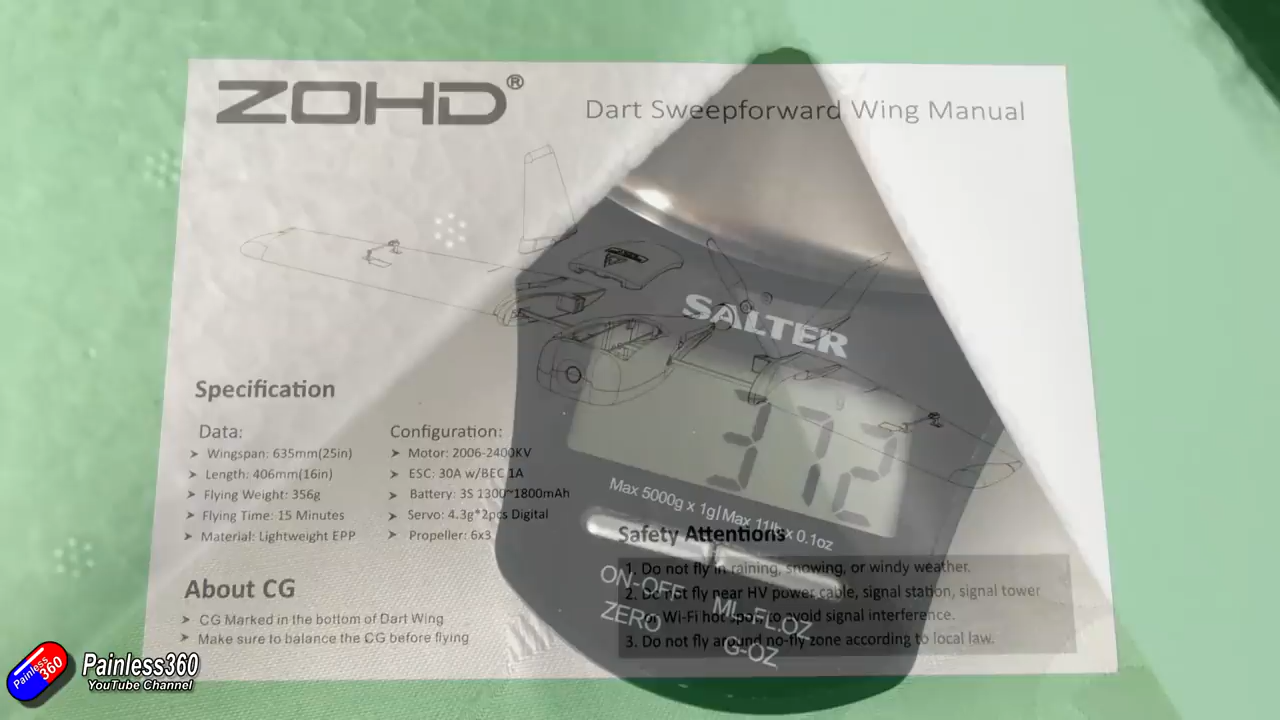 ZOHD®
Dart Sweepforward Wing Manual
SALTER
g
372
Max 5000g x 1g | Max 11lb x 0.1oz
ON-OFF
ZERO
ML-FL.OZ
G-OZ
Specification
Data:
➤ Wingspan: 635mm(25in)
➤ Length: 406mm(16in)
➤ Flying Weight: 356g
➤ Flying Time: 15 Minutes
➤ Material: Lightweight EPP
Configuration:
➤ Motor: 2006-2400KV
➤ ESC: 30A w/BEC 1A
➤ Battery: 3S 1300~1800mAh
➤ Servo: 4.3g*2pcs Digital
➤ Propeller: 6x3
About CG
➤ CG Marked in the bottom of Dart Wing
➤ Make sure to balance the CG before flying
Safety Attentions
1. Do not fly in raining, snowing, or windy weather.
2. Do not fly near HV power cable, signal station, signal tower
or Wi-Fi hot spot to avoid signal interference.
3. Do not fly around no-fly zone according to local law.
Painless360
Painless360
YouTube Channel